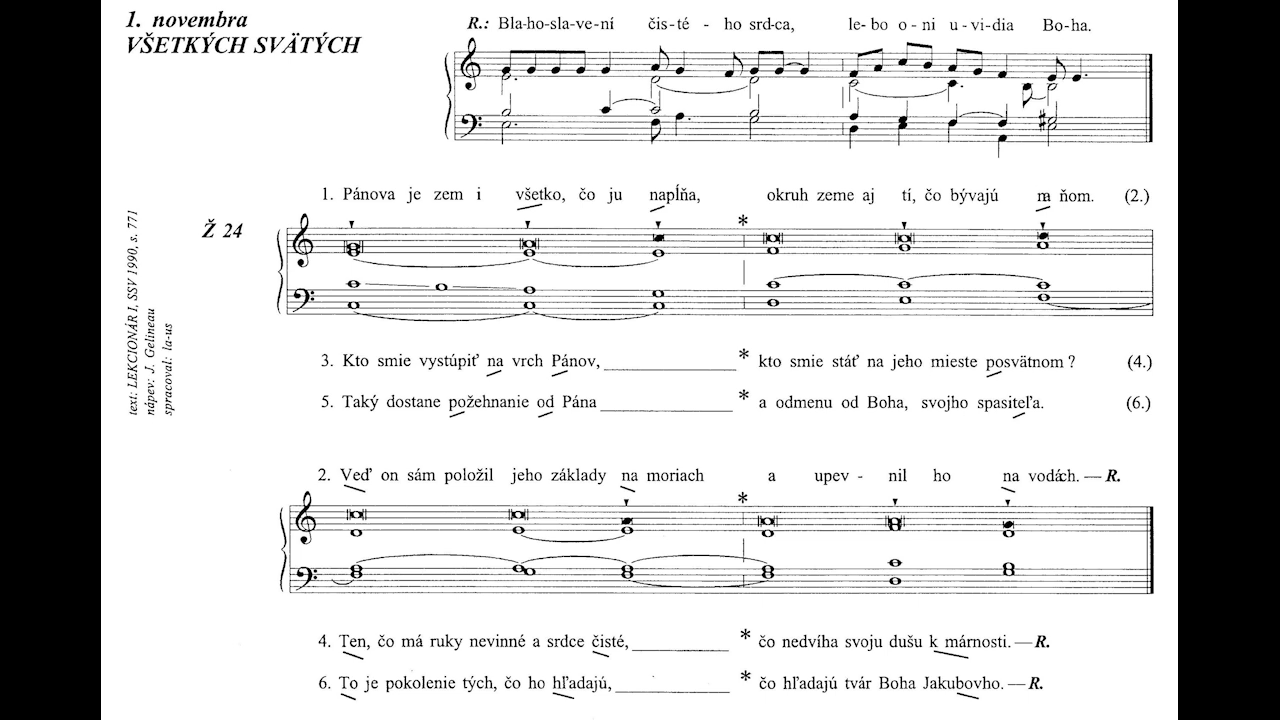 1. novembra
VŠETKÝCH SVÄTÝCH
R.: Bla-ho-sla-ve-ní čis-té - ho srd-ca, le-bo o-ni u-vi-dia Bo-ha.
1. Pánova je zem i všetko, čo ju napĺňa, okruh zeme aj tí, čo bývajú na ňom. (2.)
Ž 24
*
text: LEKCIONÁR I, SSV 1990, s. 771
nápev: J. Gelineau
spracoval: la-us
3. Kto smie vystúpiť na vrch Pánov, __________ * kto smie stáť na jeho mieste posvätnom? (4.)
5. Taký dostane požehnanie od Pána __________ * a odmenu od Boha, svojho spasiteľa. (6.)
2. Veď on sám položil jeho základy na moriach a upev - nil ho na vodách. — R.
*
4. Ten, čo má ruky nevinné a srdce čisté, __________ * čo nedvíha svoju dušu k márnosti. — R.
6. To je pokolenie tých, čo ho hľadajú, __________ * čo hľadajú tvár Boha Jakubovho. — R.